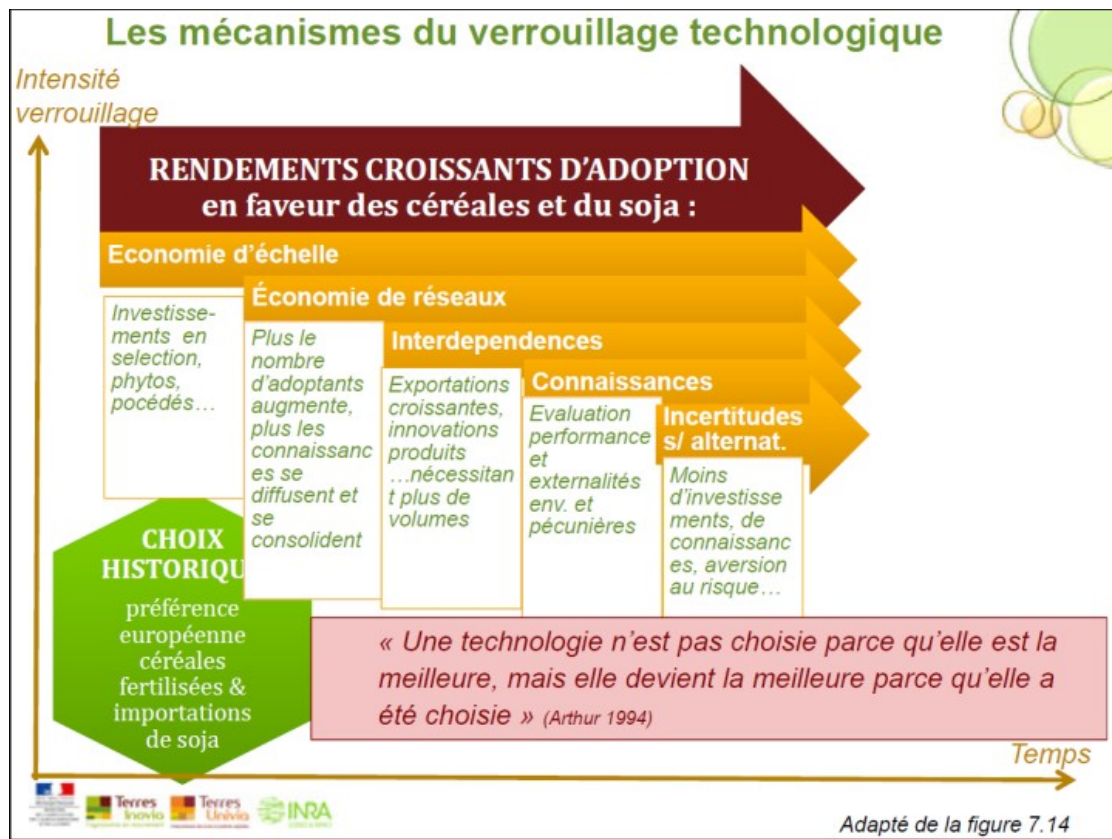 Les mécanismes du verrouillage technologique
Intensité
verrouillage
RENDEMENTS CROISSANTS D'ADOPTION
en faveur des céréales et du soja :
Economie d'échelle
Investisse-
ments en
selection,
phytos,
pocédés…
Économie de réseaux
Plus le
nombre
d'adoptants
augmente,
plus les
connaissanc
es se
diffusent et
se
consolident
Interdependences
Exportations
croissantes,
innovations
produits
…nécessitan
t plus de
volumes
Connaissances
Evaluation
performance
et
externalités
env. et
pécunières
Incertitudes
s/ alternat.
Moins
d'investisse
ments, de
connaissanc
es, aversion
au risque…
CHOIX
HISTORIQU
préférence
européenne
céréales
fertilisées &
importations
de soja
« Une technologie n'est pas choisie parce qu'elle est la
meilleure, mais elle devient la meilleure parce qu'elle a
été choisie » (Arthur 1994)
Temps
Terres
Inovia
Terres
Univia
INRA
Adapté de la figure 7.14